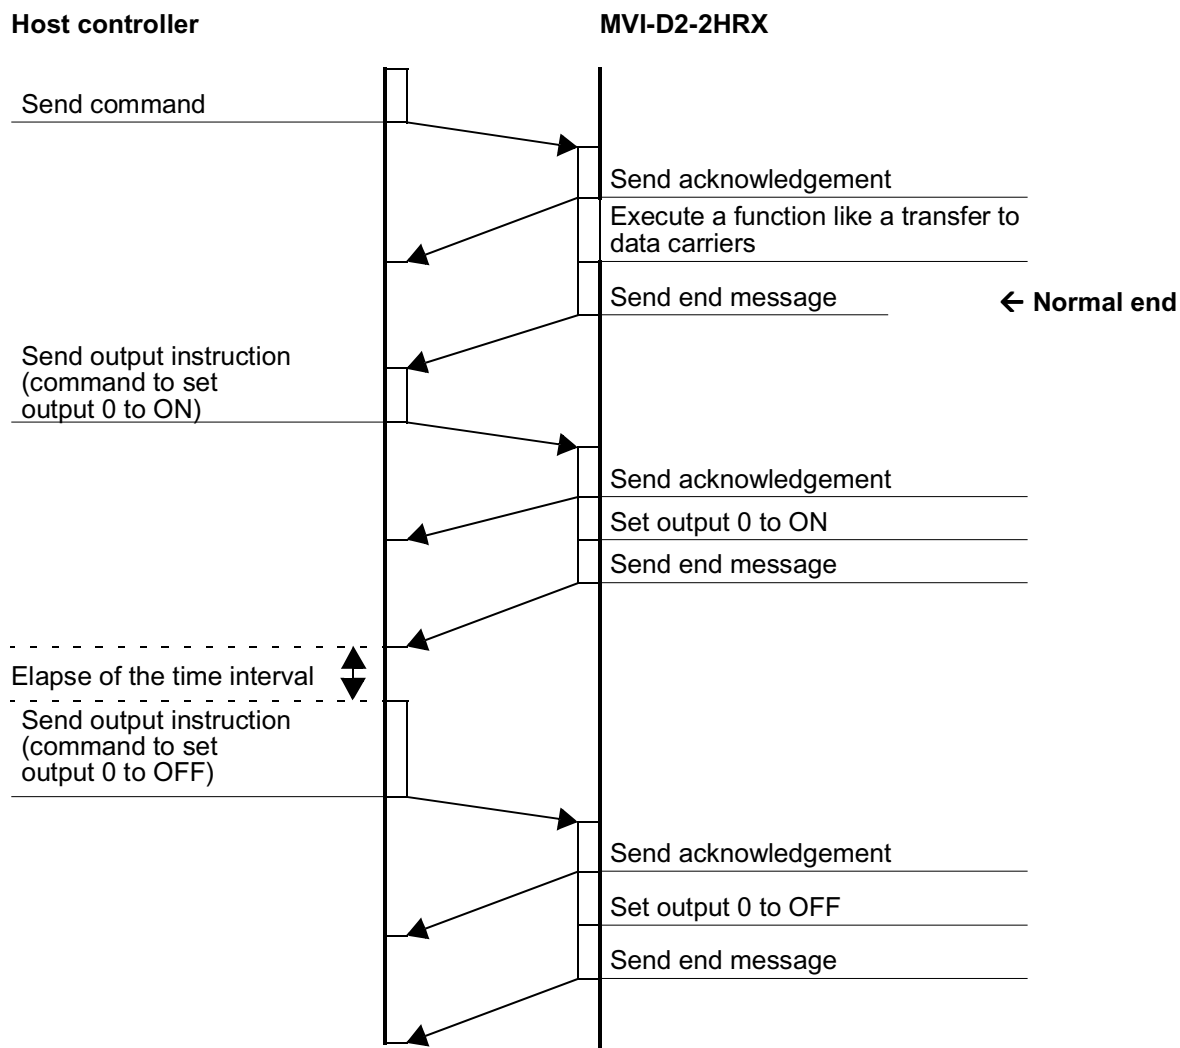 Host controller
MVI-D2-2HRX
Send command
Send acknowledgement
Execute a function like a transfer to
data carriers
Send end message
← Normal end
Send output instruction
(command to set
output 0 to ON)
Send acknowledgement
Set output 0 to ON
Send end message
Elapse of the time interval
Send output instruction
(command to set
output 0 to OFF)
Send acknowledgement
Set output 0 to OFF
Send end message